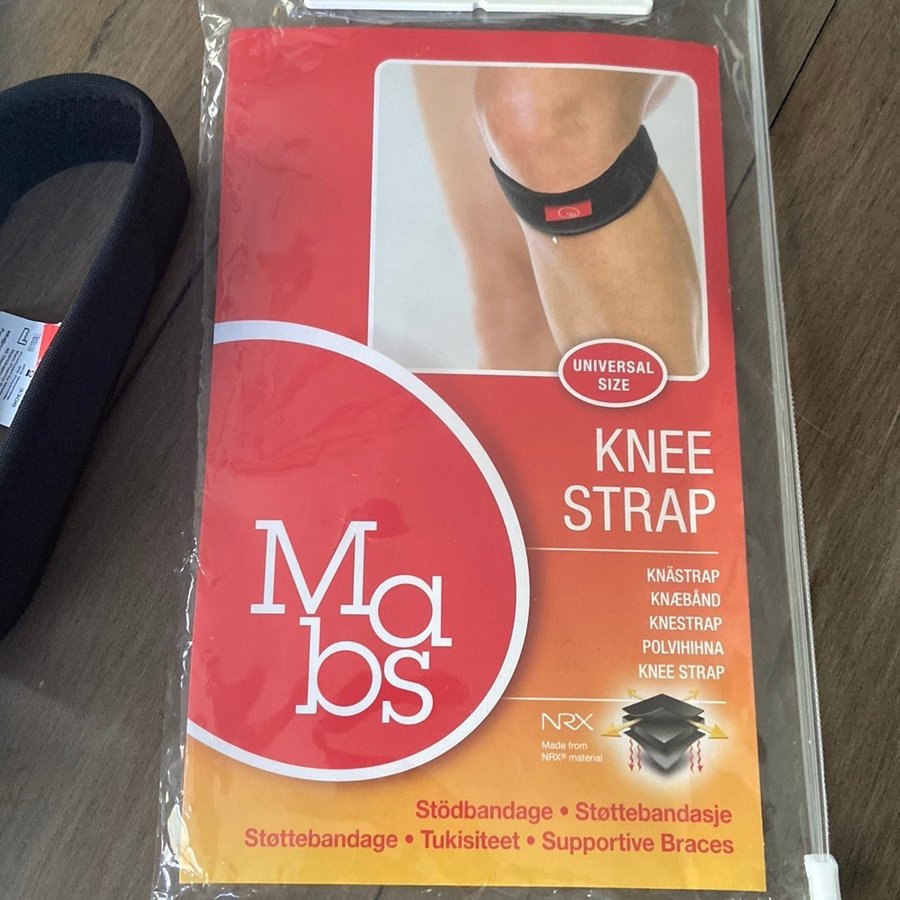 UNIVERSAL
SIZE
KNEE
STRAP
KNÄSTRAP
KNÆBÅND
KNESTRAP
POLVIHIHNA
KNEE STRAP
Mabs
NRX
Made from
NRX® material
Stödbandage • Støttebandasje
Støttebandage • Tukisiteet • Supportive Braces